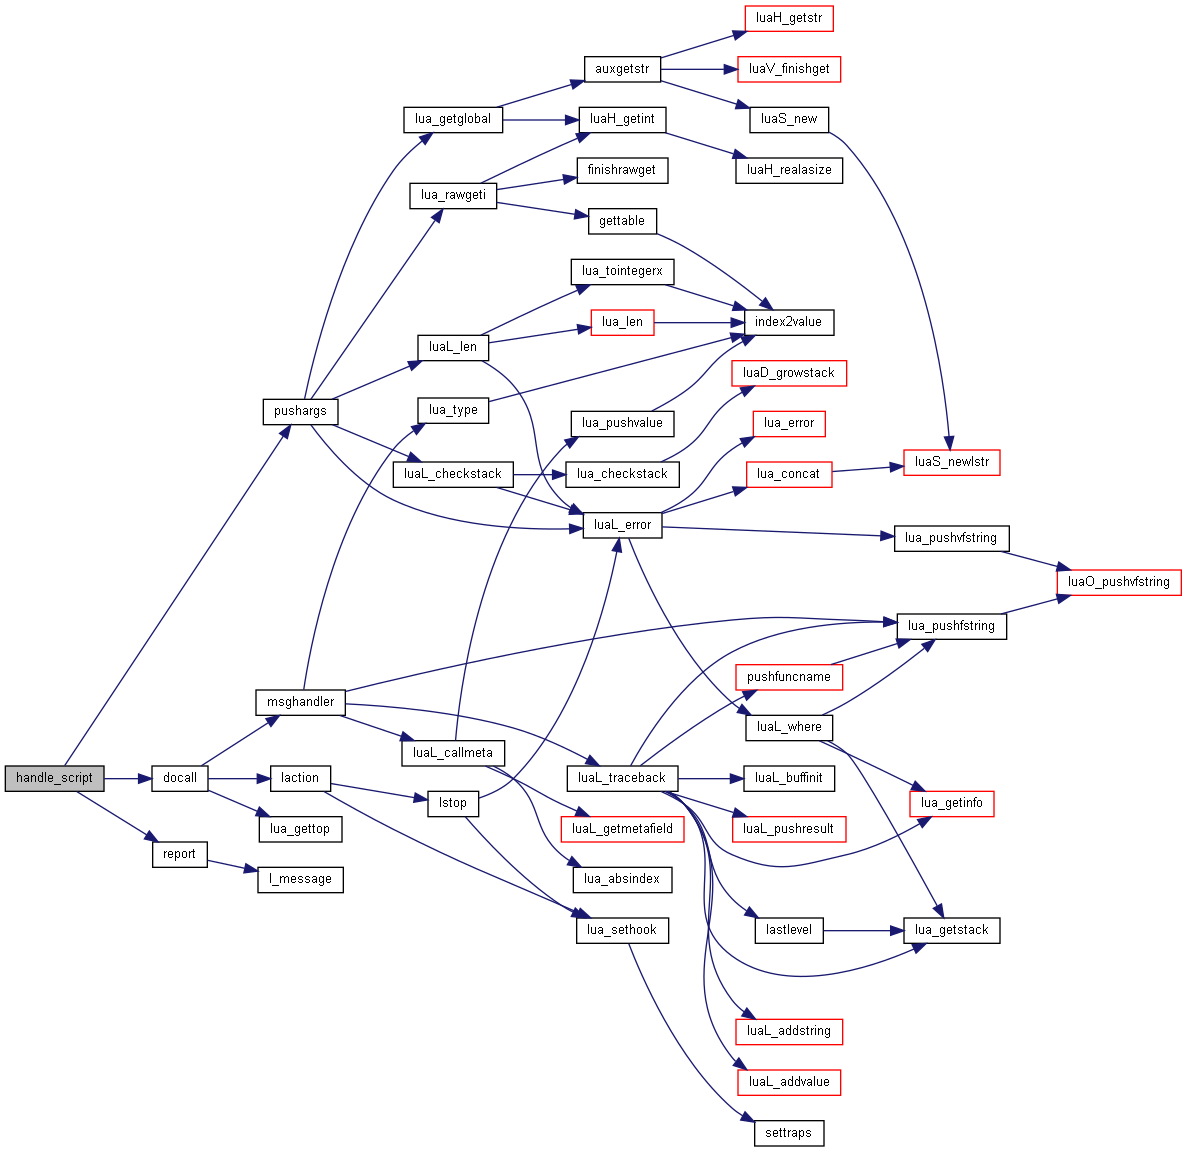 luaH_getstr
auxgetstr
luaV_finishget
lua_getglobal
luaH_getint
luaS_new
finishrawget
luaH_realasize
lua_rawgeti
gettable
lua_tointegerx
lua_len
index2value
luaL_len
luaD_growstack
pushargs
lua_type
lua_pushvalue
lua_error
luaL_checkstack
lua_checkstack
lua_concat
luaS_newlstr
luaL_error
lua_pushvfstring
luaO_pushvfstring
lua_pushfstring
pushfuncname
msghandler
luaL_where
luaL_callmeta
handle_script
docall
laction
luaL_traceback
luaL_buffinit
lstop
lua_getinfo
lua_gettop
luaL_getmetafield
luaL_pushresult
report
l_message
lua_absindex
lua_sethook
lastlevel
lua_getstack
luaL_addstring
luaL_addvalue
settraps